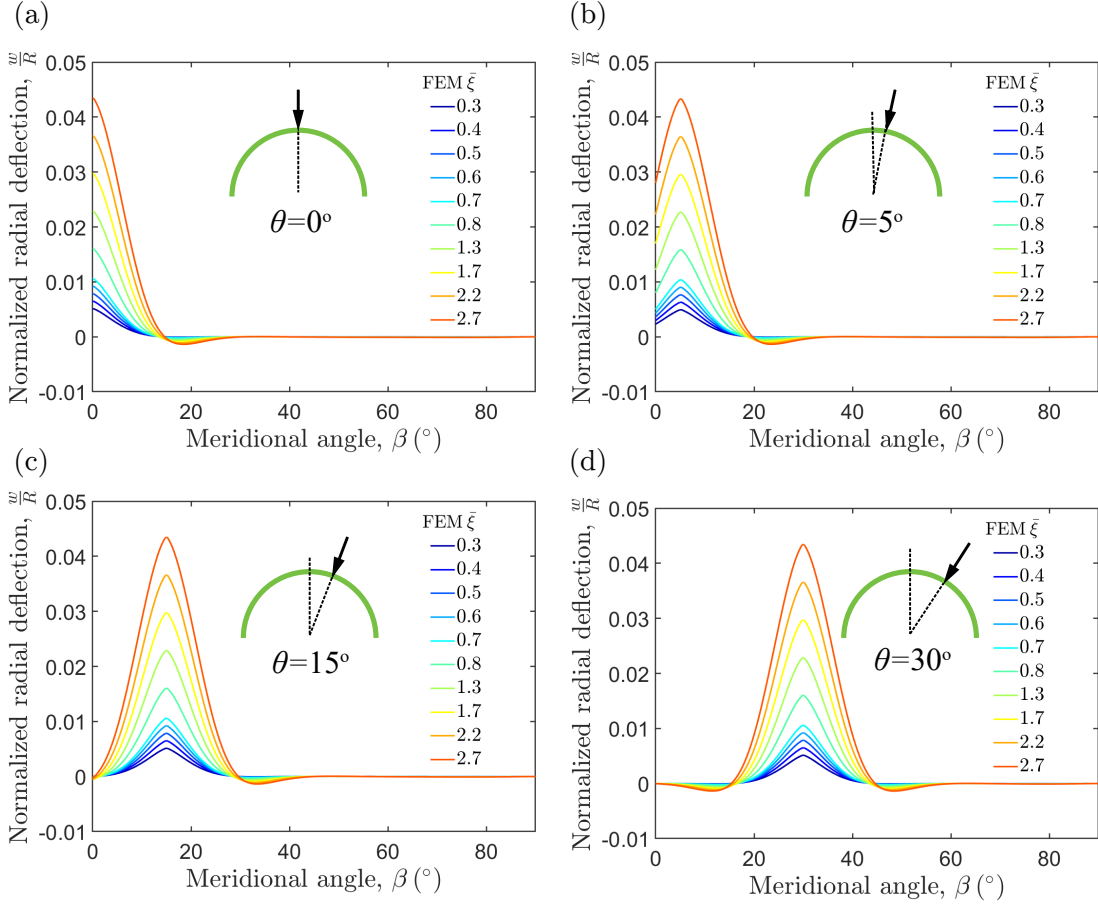 (a)
Normalized radial deflection, w/R
0.05
0.04
0.03
0.02
0.01
0
-0.01
FEM ξ̄
0.3
0.4
0.5
0.6
0.7
0.8
1.3
1.7
2.2
2.7
θ=0°
0 20 40 60 80
Meridional angle, β (°)
(b)
Normalized radial deflection, w/R
0.05
0.04
0.03
0.02
0.01
0
-0.01
FEM ξ̄
0.3
0.4
0.5
0.6
0.7
0.8
1.3
1.7
2.2
2.7
θ=5°
0 20 40 60 80
Meridional angle, β (°)
(c)
Normalized radial deflection, w/R
0.05
0.04
0.03
0.02
0.01
0
-0.01
FEM ξ̄
0.3
0.4
0.5
0.6
0.7
0.8
1.3
1.7
2.2
2.7
θ=15°
0 20 40 60 80
Meridional angle, β (°)
(d)
Normalized radial deflection, w/R
0.05
0.04
0.03
0.02
0.01
0
-0.01
FEM ξ̄
0.3
0.4
0.5
0.6
0.7
0.8
1.3
1.7
2.2
2.7
θ=30°
0 20 40 60 80
Meridional angle, β (°)